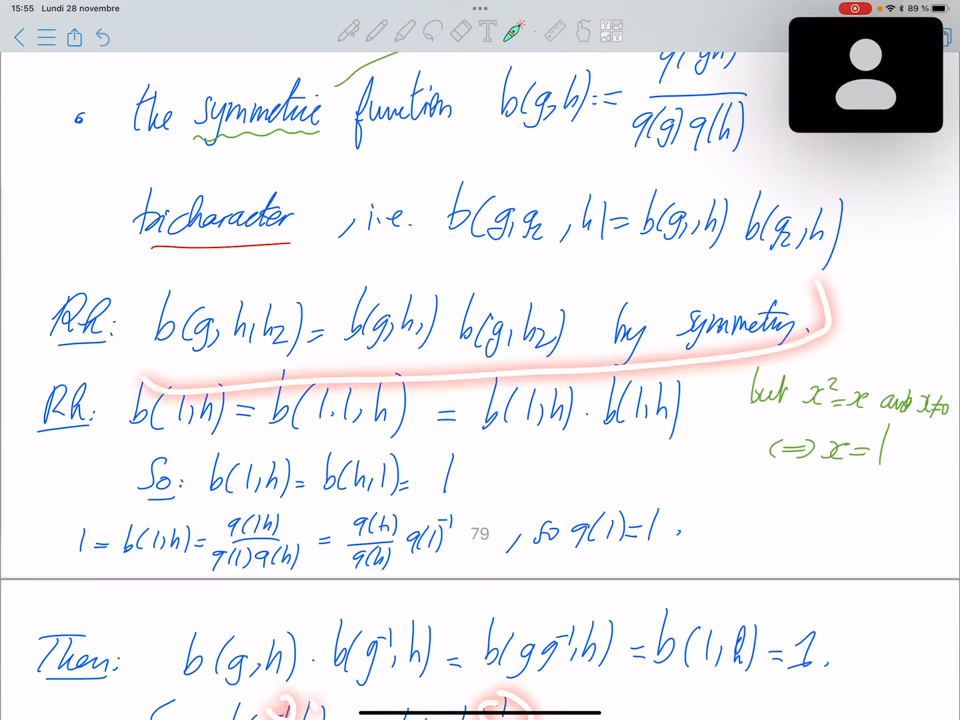 15:55 Lundi 28 novembre
89 %
the symmetric function b(g,h):= q(gh) / q(g) q(h)
bicharacter, i.e. b(g₁g₂, h) = b(g₁,h) b(g₂,h)
Rk: b(g, h₁h₂) = b(g,h₁) b(g,h₂) by symmetry.
Rk: b(1,h) = b(1.1, h) = b(1,h) . b(1,h)
but x² = x and x≠0
(=) x = 1
So: b(1,h) = b(h,1) = 1
1 = b(1,h) = q(1h) / q(1)q(h) = q(h) / q(h) q(1)⁻¹, so q(1) = 1.
79
Then: b(g,h) . b(g⁻¹,h) = b(gg⁻¹,h) = b(1,h) = 1.